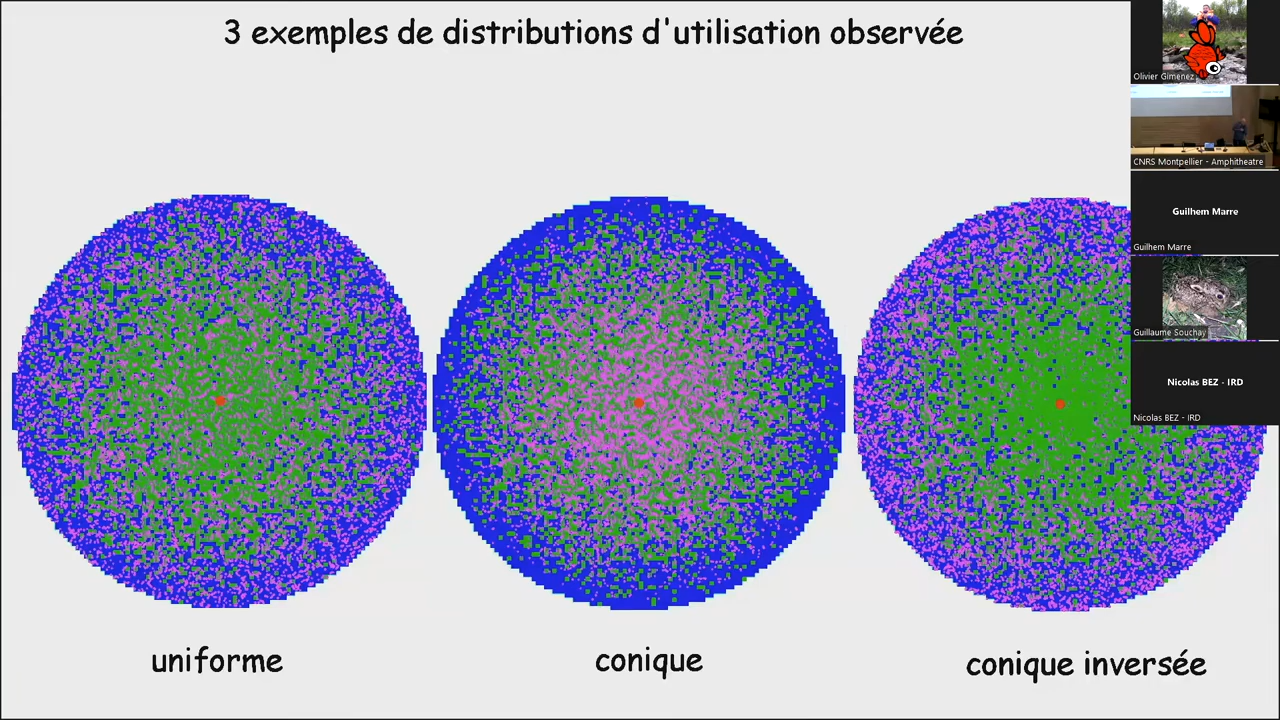 3 exemples de distributions d'utilisation observée
Olivier Gimenez
CNRS Montpellier - Amphitheatre
Guilhem Marre
Guilhem Marre
Guillaume Souchay
Nicolas BEZ - IRD
Nicolas BEZ - IRD
uniforme
conique
conique inversée